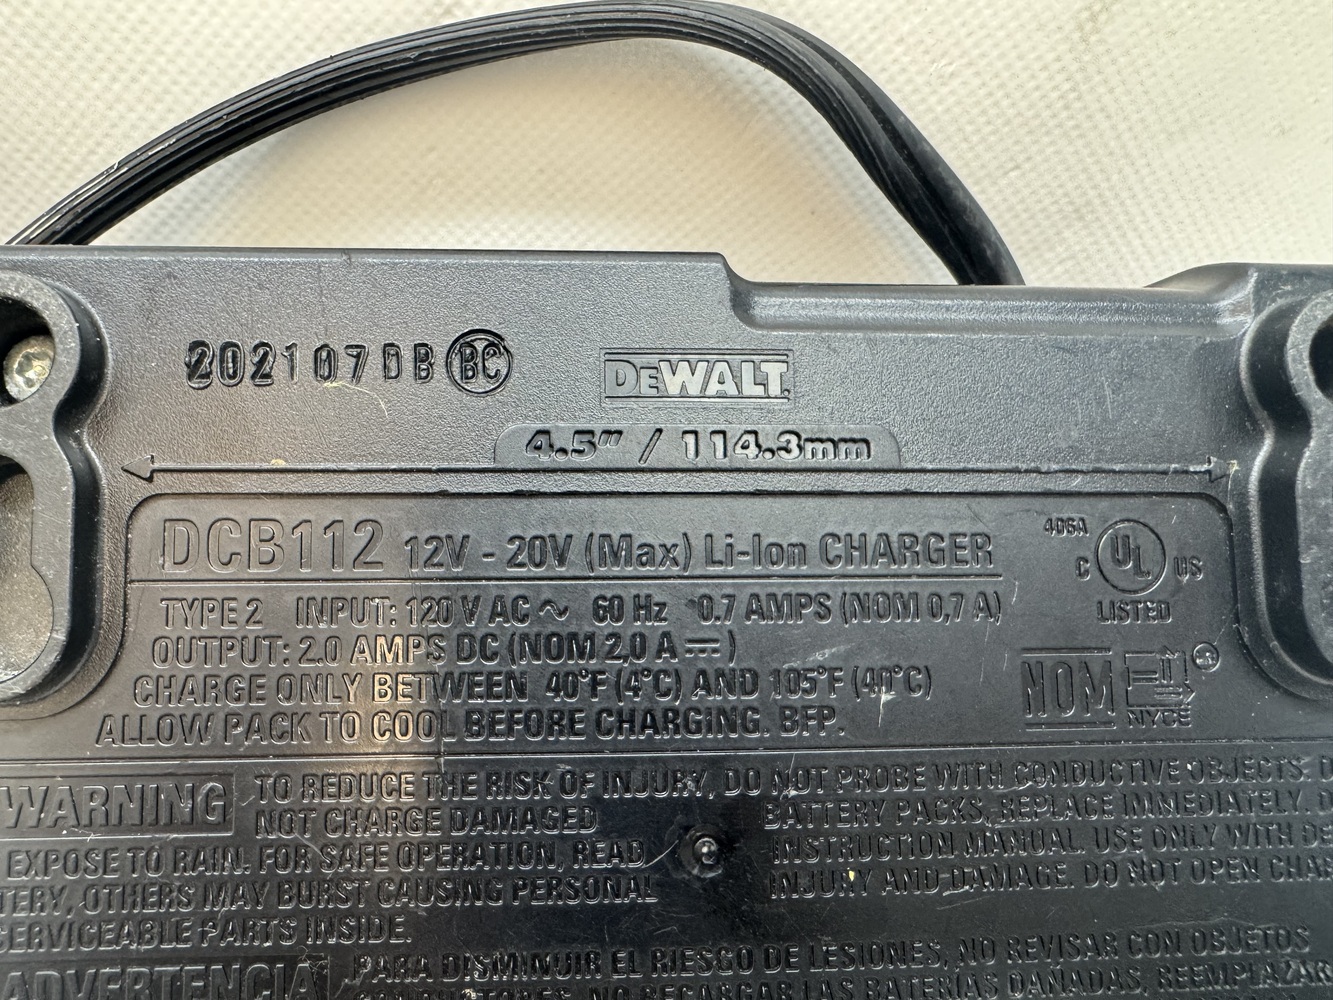 2021 07 DB BC
DEWALT
4.5" / 114.3mm
DCB112 12V - 20V (Max) Li-Ion CHARGER
TYPE 2 INPUT: 120 V AC ~ 60 Hz 0.7 AMPS (NOM 0,7 A)
OUTPUT: 2.0 AMPS DC (NOM 2,0 A ⎓)
CHARGE ONLY BETWEEN 40°F (4°C) AND 105°F (40°C)
ALLOW PACK TO COOL BEFORE CHARGING. BFP.
406A
C UL US
LISTED
NOM
NYCE
WARNING TO REDUCE THE RISK OF INJURY, DO NOT PROBE WITH CONDUCTIVE OBJECTS. D
NOT CHARGE DAMAGED BATTERY PACKS, REPLACE IMMEDIATELY. D
EXPOSE TO RAIN. FOR SAFE OPERATION, READ INSTRUCTION MANUAL. USE ONLY WITH DE
TERY, OTHERS MAY BURST CAUSING PERSONAL INJURY AND DAMAGE. DO NOT OPEN CHAR
SERVICEABLE PARTS INSIDE.
ADVERTENCIA PARA DISMINUIR EL RIESGO DE LESIONES, NO REVISAR CON OBJETOS
CONDUCTORES. NO RECARGAR LAS BATERÍAS DAÑADAS, REEMPLAZAR